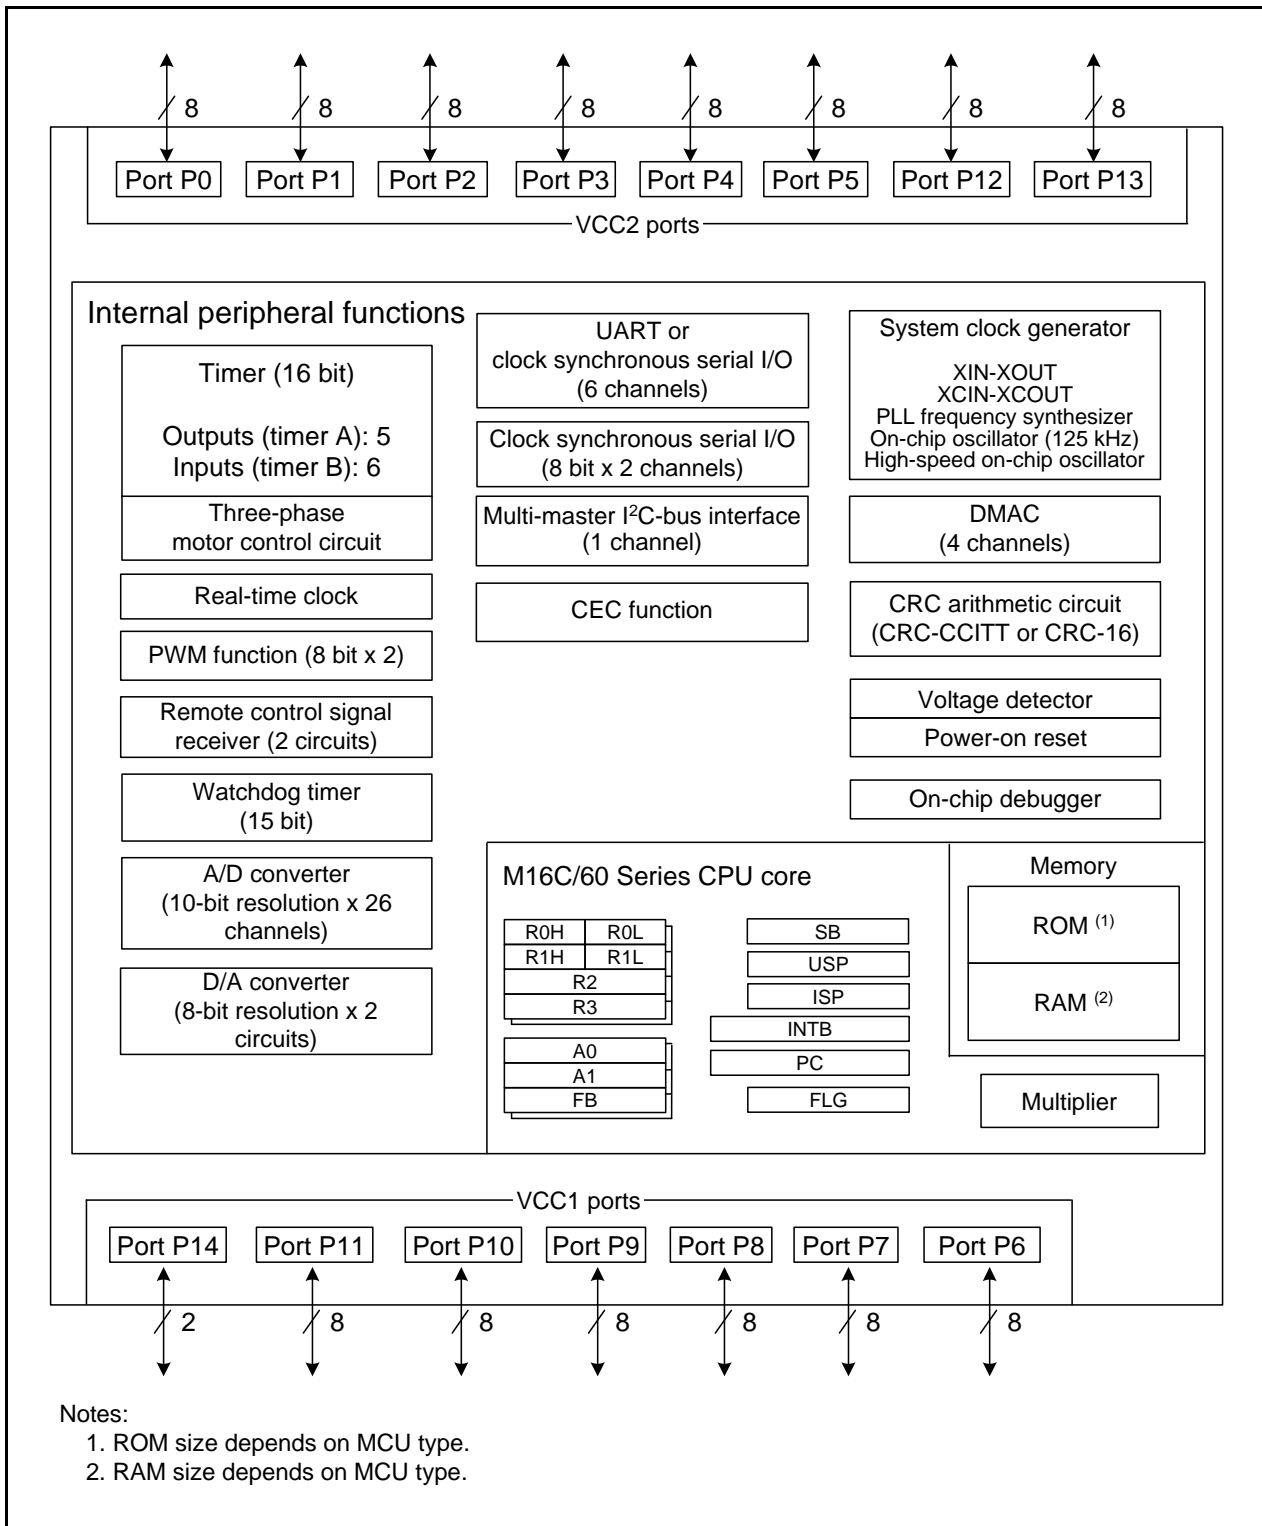 8
8
8
8
8
8
8
8
Port P0
Port P1
Port P2
Port P3
Port P4
Port P5
Port P12
Port P13
VCC2 ports
Internal peripheral functions
Timer (16 bit)
Outputs (timer A): 5
Inputs (timer B): 6
Three-phase
motor control circuit
Real-time clock
PWM function (8 bit x 2)
Remote control signal
receiver (2 circuits)
Watchdog timer
(15 bit)
A/D converter
(10-bit resolution x 26
channels)
D/A converter
(8-bit resolution x 2
circuits)
UART or
clock synchronous serial I/O
(6 channels)
Clock synchronous serial I/O
(8 bit x 2 channels)
Multi-master I²C-bus interface
(1 channel)
CEC function
System clock generator
XIN-XOUT
XCIN-XCOUT
PLL frequency synthesizer
On-chip oscillator (125 kHz)
High-speed on-chip oscillator
DMAC
(4 channels)
CRC arithmetic circuit
(CRC-CCITT or CRC-16)
Voltage detector
Power-on reset
On-chip debugger
M16C/60 Series CPU core
R0H
R0L
R1H
R1L
R2
R3
A0
A1
FB
SB
USP
ISP
INTB
PC
FLG
Memory
ROM (1)
RAM (2)
Multiplier
VCC1 ports
Port P14
Port P11
Port P10
Port P9
Port P8
Port P7
Port P6
2
8
8
8
8
8
8
Notes:
1. ROM size depends on MCU type.
2. RAM size depends on MCU type.